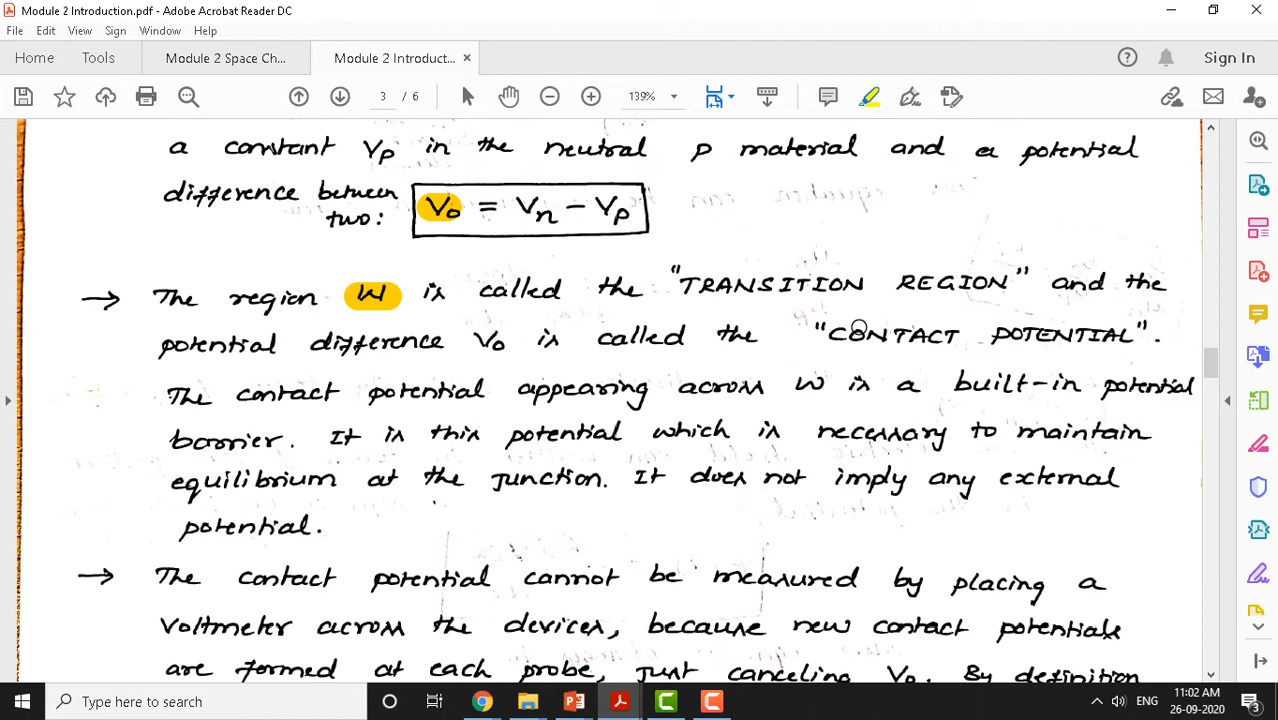 Module 2 Introduction.pdf - Adobe Acrobat Reader DC
File Edit View Sign Window Help
Home Tools Module 2 Space Ch... Module 2 Introduct... ×
? Sign In
3 / 6 139%
a constant Vp in the neutral p material and a potential
difference between two: V₀ = Vn − Vp
→ The region W is called the "TRANSITION REGION" and the
potential difference V₀ is called the "CONTACT POTENTIAL".
The contact potential appearing across W is a built-in potential
barrier. It is this potential which is necessary to maintain
equilibrium at the junction. It does not imply any external
potential.
→ The contact potential cannot be measured by placing a
voltmeter across the devices, because new contact potentials
are formed at each probe, just canceling V₀. By definition
Type here to search
ENG 11:02 AM
26-09-2020
3